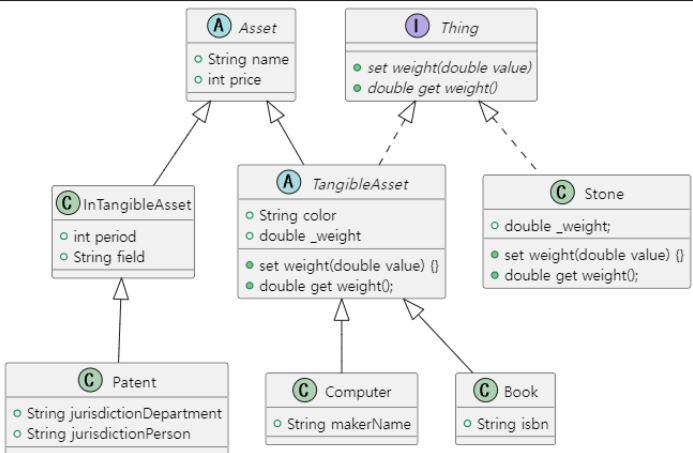 A Asset
String name
int price
I Thing
set weight(double value)
double get weight()
C InTangibleAsset
int period
String field
A TangibleAsset
String color
double _weight
set weight(double value) {}
double get weight();
C Stone
double _weight;
set weight(double value) {}
double get weight();
C Patent
String jurisdictionDepartment
String jurisdictionPerson
C Computer
String makerName
C Book
String isbn